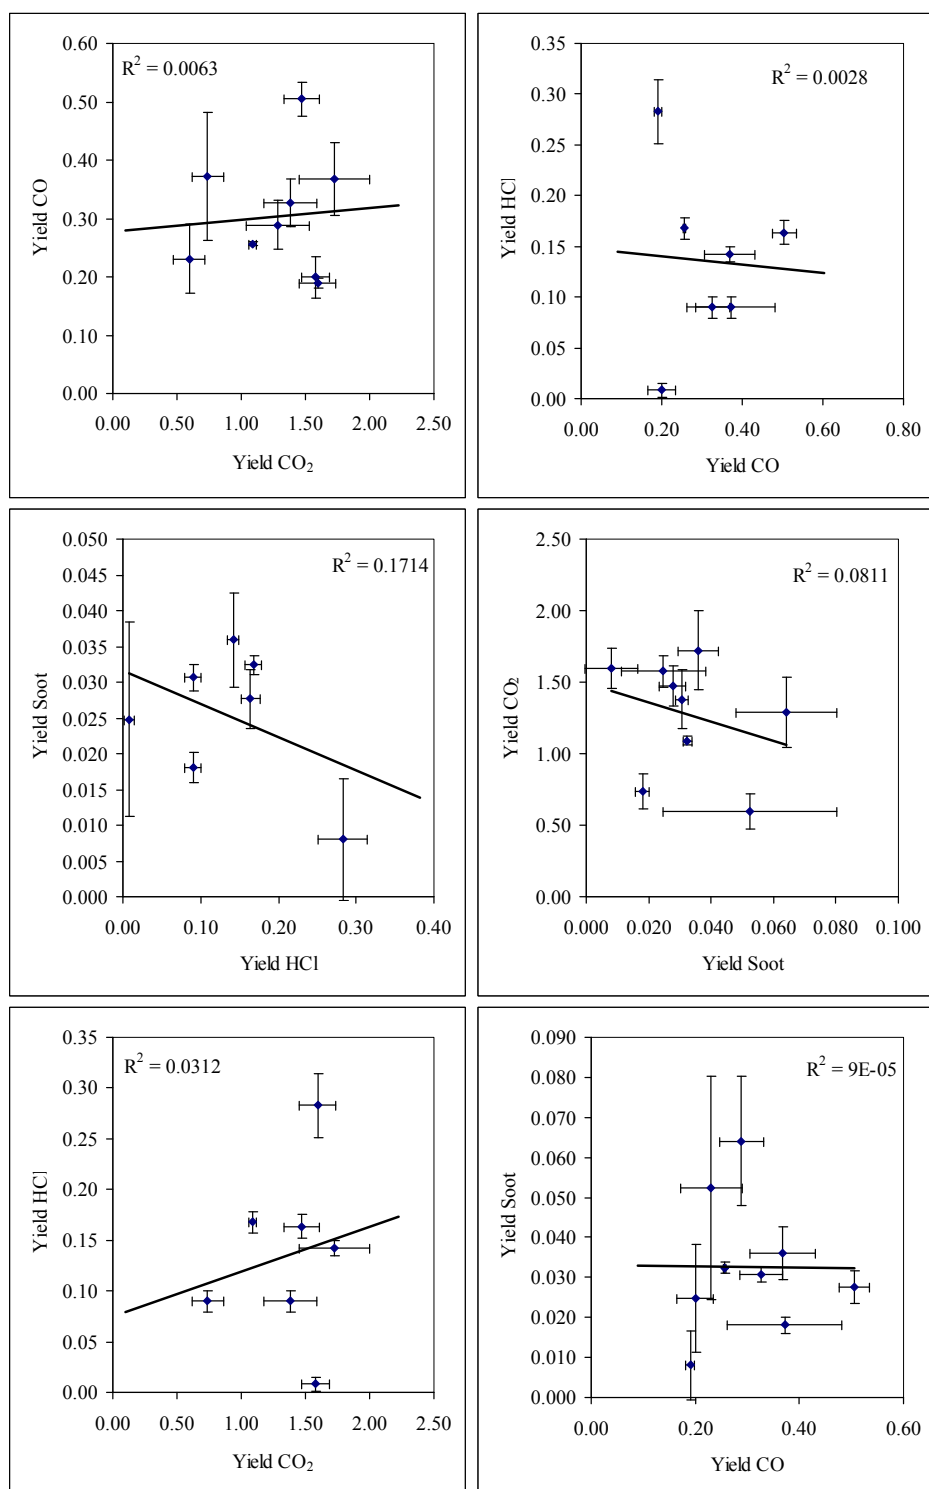 R² = 0.0063
0.60
0.50
0.40
0.30
0.20
0.10
0.00
0.00 0.50 1.00 1.50 2.00 2.50
Yield CO
Yield CO₂
R² = 0.0028
0.35
0.30
0.25
0.20
0.15
0.10
0.05
0.00
0.00 0.20 0.40 0.60 0.80
Yield HCl
Yield CO
R² = 0.1714
0.050
0.045
0.040
0.035
0.030
0.025
0.020
0.015
0.010
0.005
0.000
0.00 0.10 0.20 0.30 0.40
Yield Soot
Yield HCl
R² = 0.0811
2.50
2.00
1.50
1.00
0.50
0.00
0.000 0.020 0.040 0.060 0.080 0.100
Yield CO₂
Yield Soot
R² = 0.0312
0.35
0.30
0.25
0.20
0.15
0.10
0.05
0.00
0.00 0.50 1.00 1.50 2.00 2.50
Yield HCl
Yield CO₂
R² = 9E-05
0.090
0.080
0.070
0.060
0.050
0.040
0.030
0.020
0.010
0.000
0.00 0.20 0.40 0.60
Yield Soot
Yield CO